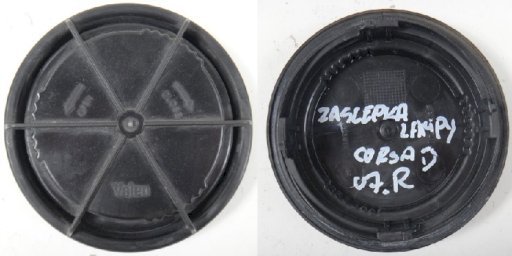 Valeo
ZASLEPKA
LAMPY
CORSA D
07.R